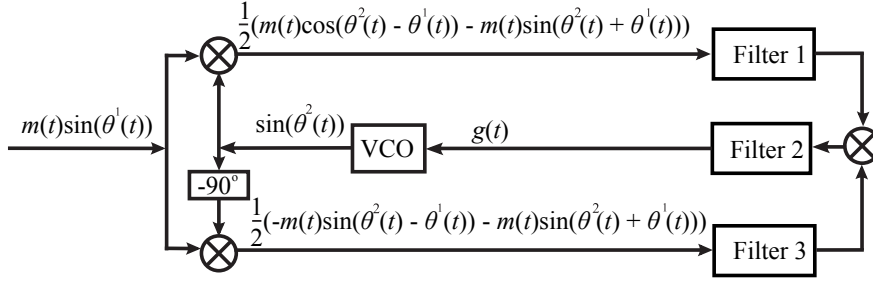 ½(m(t)cos(θ²(t) - θ¹(t)) - m(t)sin(θ²(t) + θ¹(t)))
Filter 1
m(t)sin(θ¹(t))
sin(θ²(t))
VCO
g(t)
Filter 2
-90°
½(-m(t)sin(θ²(t) - θ¹(t)) - m(t)sin(θ²(t) + θ¹(t)))
Filter 3